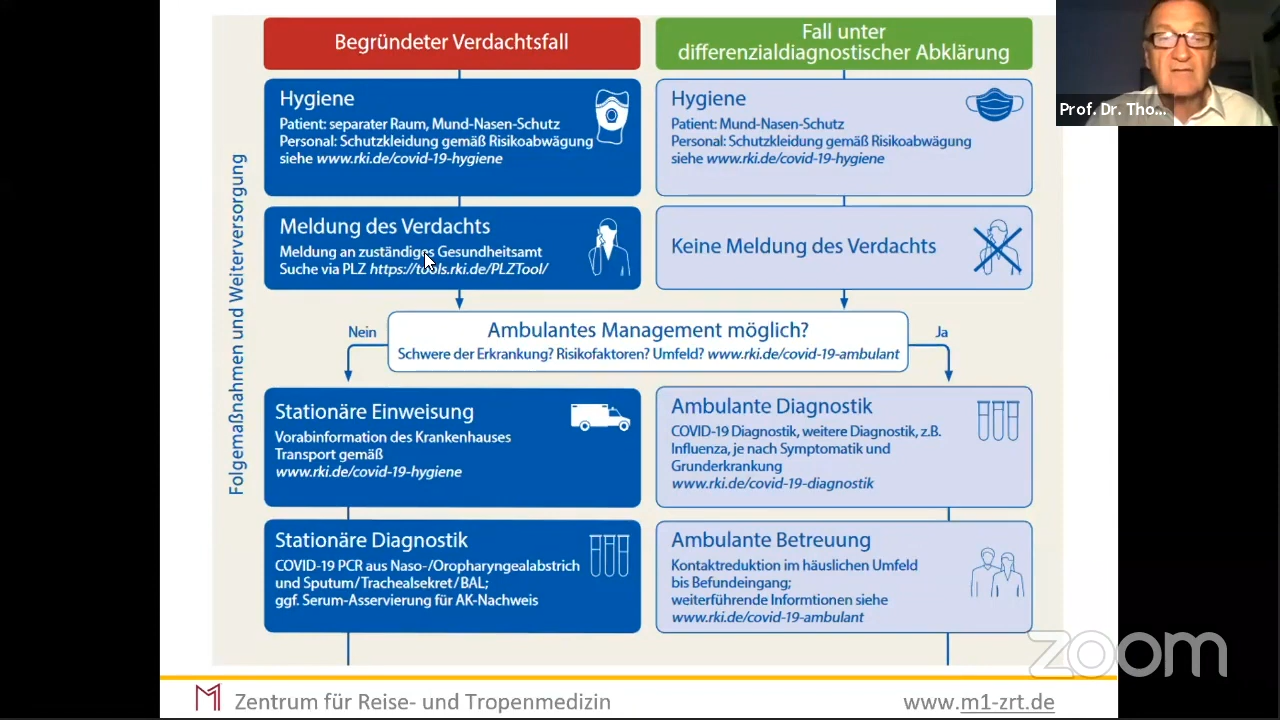 Begründeter Verdachtsfall
Fall unter
differenzialdiagnostischer Abklärung
Prof. Dr. Tho...
Folgemaßnahmen und Weiterversorgung
Hygiene
Patient: separater Raum, Mund-Nasen-Schutz
Personal: Schutzkleidung gemäß Risikoabwägung
siehe www.rki.de/covid-19-hygiene
Hygiene
Patient: Mund-Nasen-Schutz
Personal: Schutzkleidung gemäß Risikoabwägung
siehe www.rki.de/covid-19-hygiene
Meldung des Verdachts
Meldung an zuständiges Gesundheitsamt
Suche via PLZ https://tools.rki.de/PLZTool/
Keine Meldung des Verdachts
Nein
Ambulantes Management möglich?
Schwere der Erkrankung? Risikofaktoren? Umfeld? www.rki.de/covid-19-ambulant
Ja
Stationäre Einweisung
Vorabinformation des Krankenhauses
Transport gemäß
www.rki.de/covid-19-hygiene
Ambulante Diagnostik
COVID-19 Diagnostik, weitere Diagnostik, z.B.
Influenza, je nach Symptomatik und
Grunderkrankung
www.rki.de/covid-19-diagnostik
Stationäre Diagnostik
COVID-19 PCR aus Naso-/Oropharyngealabstrich
und Sputum/Trachealsekret/BAL;
ggf. Serum-Asservierung für AK-Nachweis
Ambulante Betreuung
Kontaktreduktion im häuslichen Umfeld
bis Befundeingang;
weiterführende Informtionen siehe
www.rki.de/covid-19-ambulant
zoom
Zentrum für Reise- und Tropenmedizin
www.m1-zrt.de